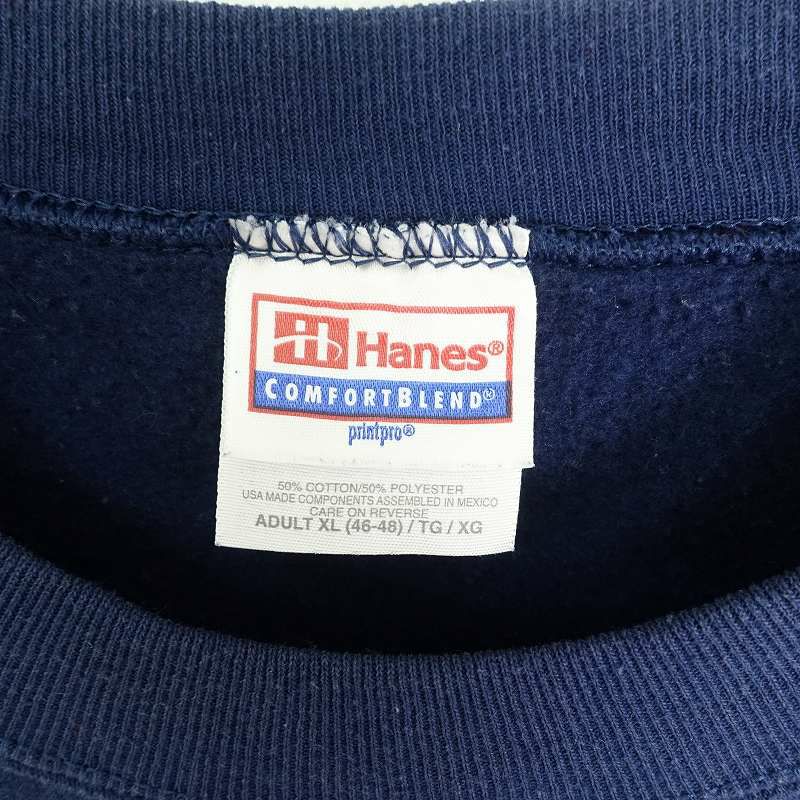 Hanes®
COMFORTBLEND®
printpro®
50% COTTON/50% POLYESTER
USA MADE COMPONENTS ASSEMBLED IN MEXICO
CARE ON REVERSE
ADULT XL (46-48) / TG / XG